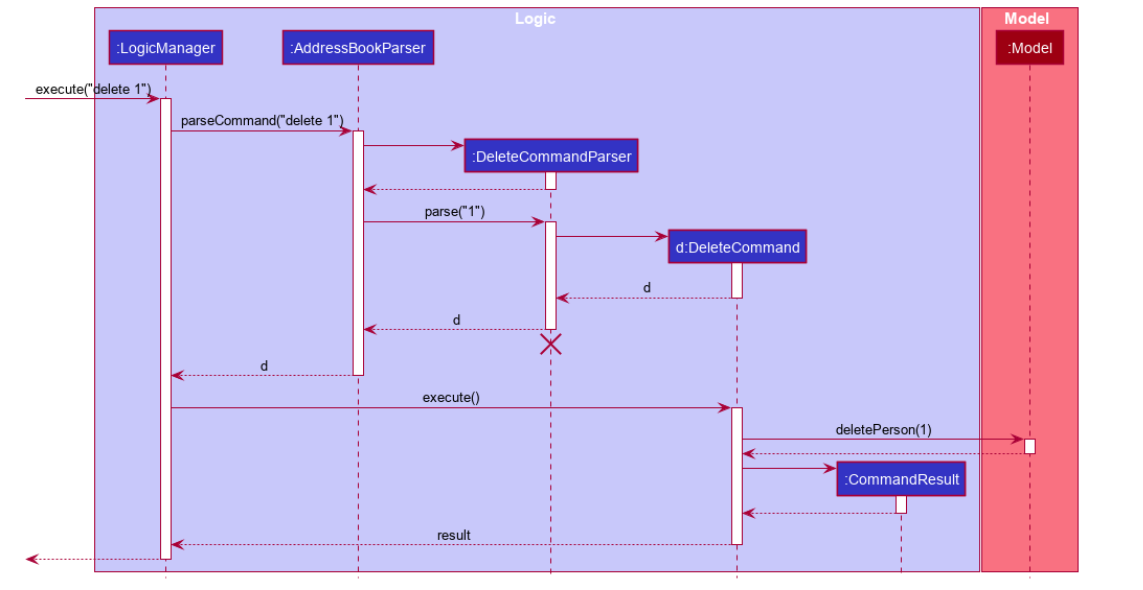 Logic
Model
:LogicManager
:AddressBookParser
:Model
execute("delete 1")
parseCommand("delete 1")
:DeleteCommandParser
parse("1")
d:DeleteCommand
d
d
d
execute()
deletePerson(1)
:CommandResult
result